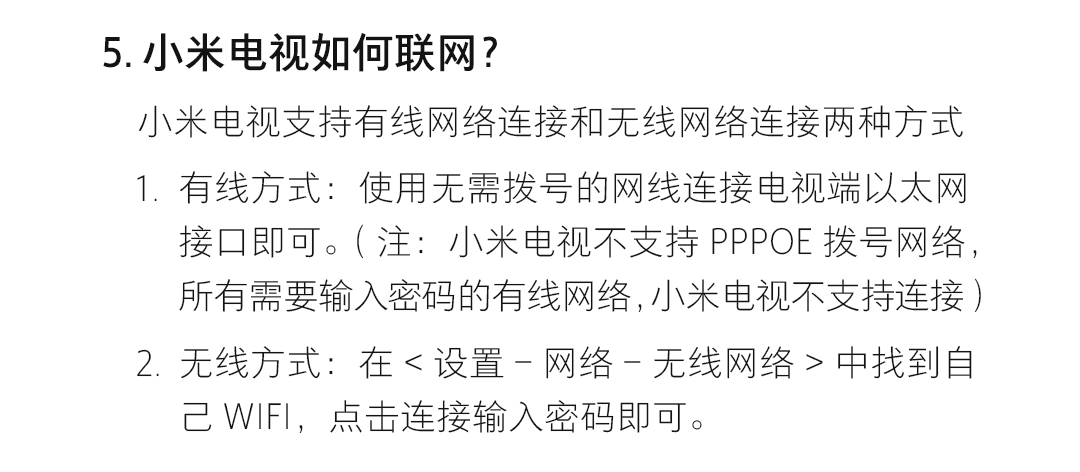 5. 小米电视如何联网?
小米电视支持有线网络连接和无线网络连接两种方式
1. 有线方式：使用无需拨号的网线连接电视端以太网
接口即可。( 注：小米电视不支持 PPPOE 拨号网络，
所有需要输入密码的有线网络，小米电视不支持连接 )
2. 无线方式：在 < 设置 – 网络 – 无线网络 > 中找到自
己 WIFI，点击连接输入密码即可。